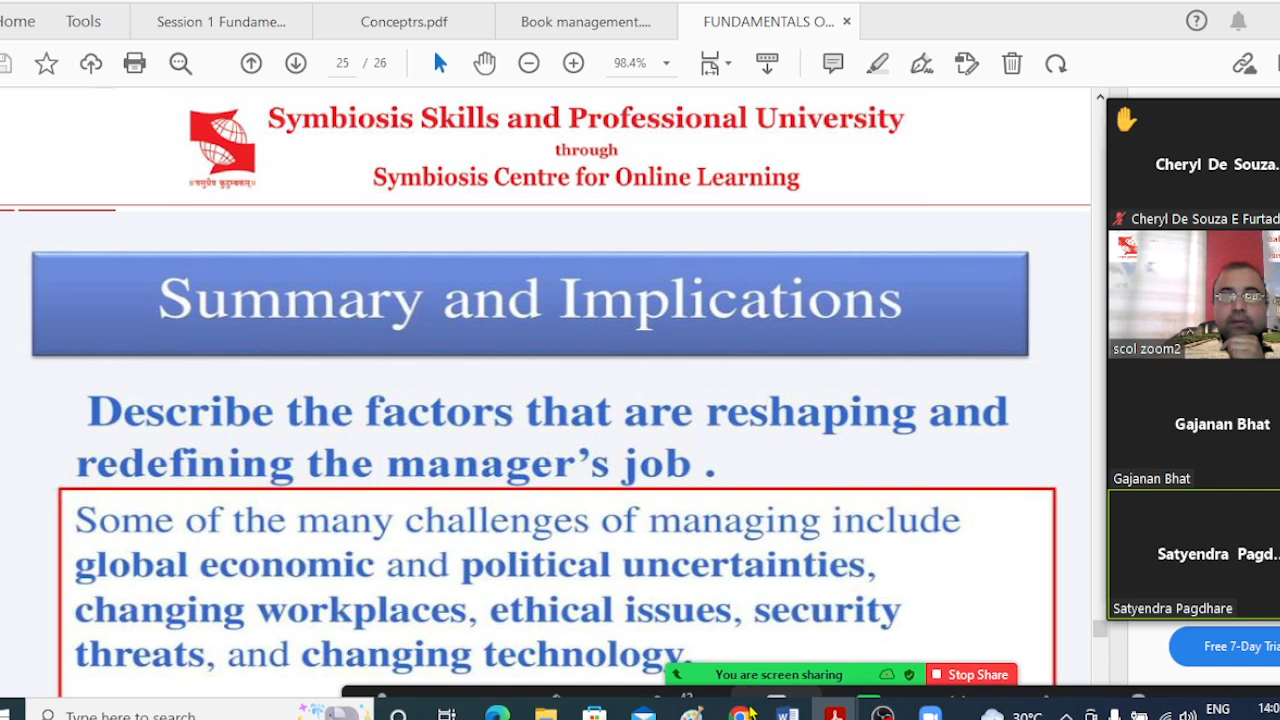 Home
Tools
Session 1 Fundame...
Conceptrs.pdf
Book management....
FUNDAMENTALS O...
25 / 26
98.4%
Symbiosis Skills and Professional University
through
Symbiosis Centre for Online Learning
॥वसुधैव कुटुम्बकम्॥
Summary and Implications
Describe the factors that are reshaping and
redefining the manager's job .
Some of the many challenges of managing include
global economic and political uncertainties,
changing workplaces, ethical issues, security
threats, and changing technology.
Cheryl De Souza...
Cheryl De Souza E Furtad
scol zoom2
Gajanan Bhat
Gajanan Bhat
Satyendra Pagd...
Satyendra Pagdhare
Free 7-Day Tria
You are screen sharing
Stop Share
Type here to search
30°C
ENG
14:0